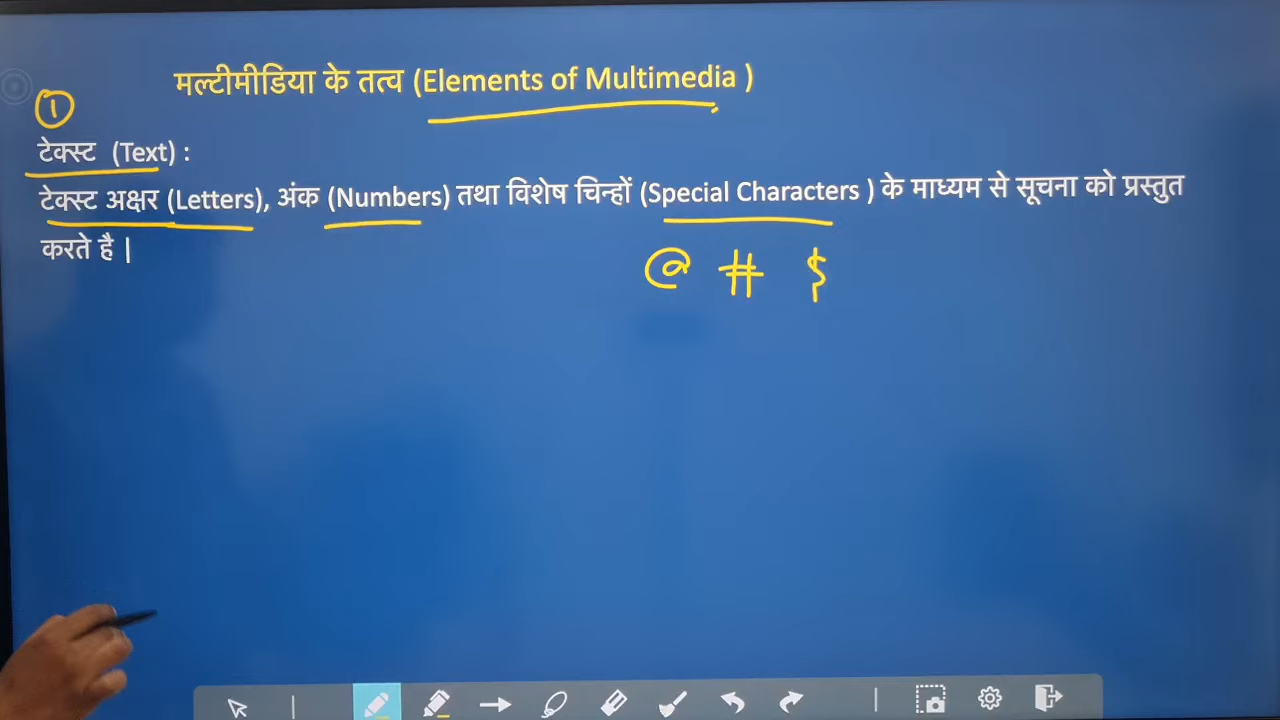 मल्टीमीडिया के तत्व (Elements of Multimedia )
1
टेक्स्ट (Text) :
टेक्स्ट अक्षर (Letters), अंक (Numbers) तथा विशेष चिन्हों (Special Characters ) के माध्यम से सूचना को प्रस्तुत
करते है |
@ # $